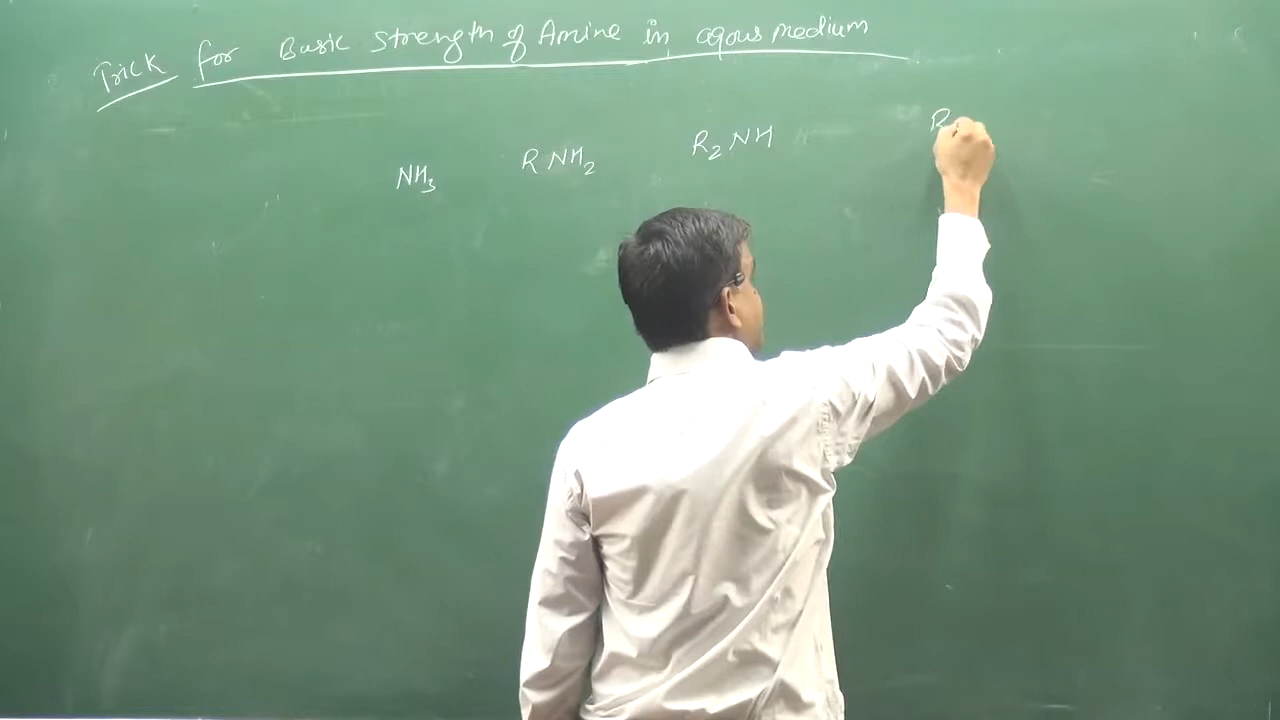 Trick for Basic Strength of Amine in aqous medium
NH3 RNH2 R2NH R